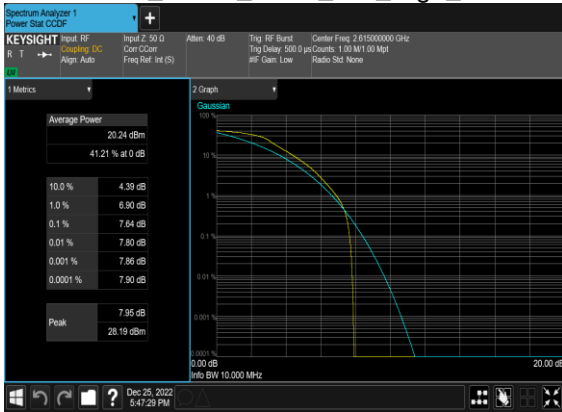 Spectrum Analyzer 1
Power Stat CCDF
KEYSIGHT
R T
LW
Input: RF
Coupling: DC
Align: Auto
Input Z: 50 Ω
Corr CCorr
Freq Ref: Int (S)
Atten: 40 dB
Trig: RF Burst
Trig Delay: 500.0 µs
#IF Gain: Low
Center Freq: 2.615000000 GHz
Counts: 1.00 M/1.00 Mpt
Radio Std: None
1 Metrics
Average Power
20.24 dBm
41.21 % at 0 dB
10.0 % 4.39 dB
1.0 % 6.90 dB
0.1 % 7.64 dB
0.01 % 7.80 dB
0.001 % 7.86 dB
0.0001 % 7.90 dB
Peak
7.95 dB
28.19 dBm
2 Graph
Gaussian
100 %
10 %
1 %
0.1 %
0.01 %
0.001 %
0.0001 %
0.00 dB
20.00 dB
Info BW 10.000 MHz
Dec 25, 2022
5:47:29 PM